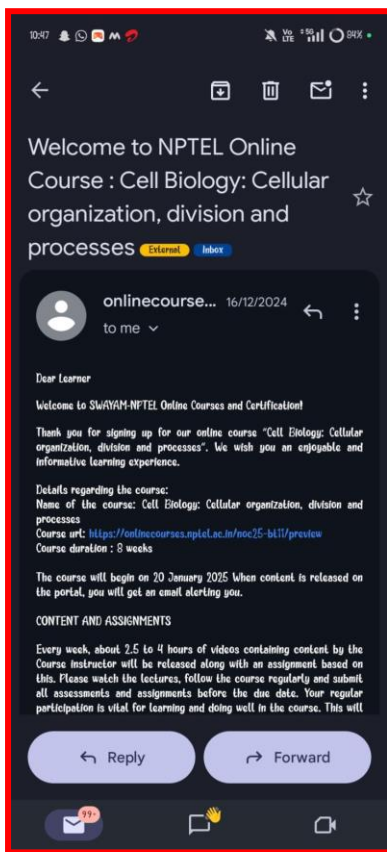 10:47
Vo LTE 5G 84%
Welcome to NPTEL Online
Course : Cell Biology: Cellular
organization, division and
processes External Inbox
onlinecourse... 16/12/2024
to me
Dear Learner
Welcome to SWAYAM-NPTEL Online Courses and Certification!
Thank you for signing up for our online course "Cell Biology: Cellular
organization, division and processes". We wish you an enjoyable and
informative learning experience.
Details regarding the course:
Name of the course: Cell Biology: Cellular organization, division and
processes
Course url: https://onlinecourses.nptel.ac.in/noc25-bt11/preview
Course duration : 8 weeks
The course will begin on 20 January 2025 When content is released on
the portal, you will get an email alerting you.
CONTENT AND ASSIGNMENTS
Every week, about 2.5 to 4 hours of videos containing content by the
Course instructor will be released along with an assignment based on
this. Please watch the lectures, follow the course regularly and submit
all assessments and assignments before the due date. Your regular
participation is vital for learning and doing well in the course. This will
Reply Forward
99+